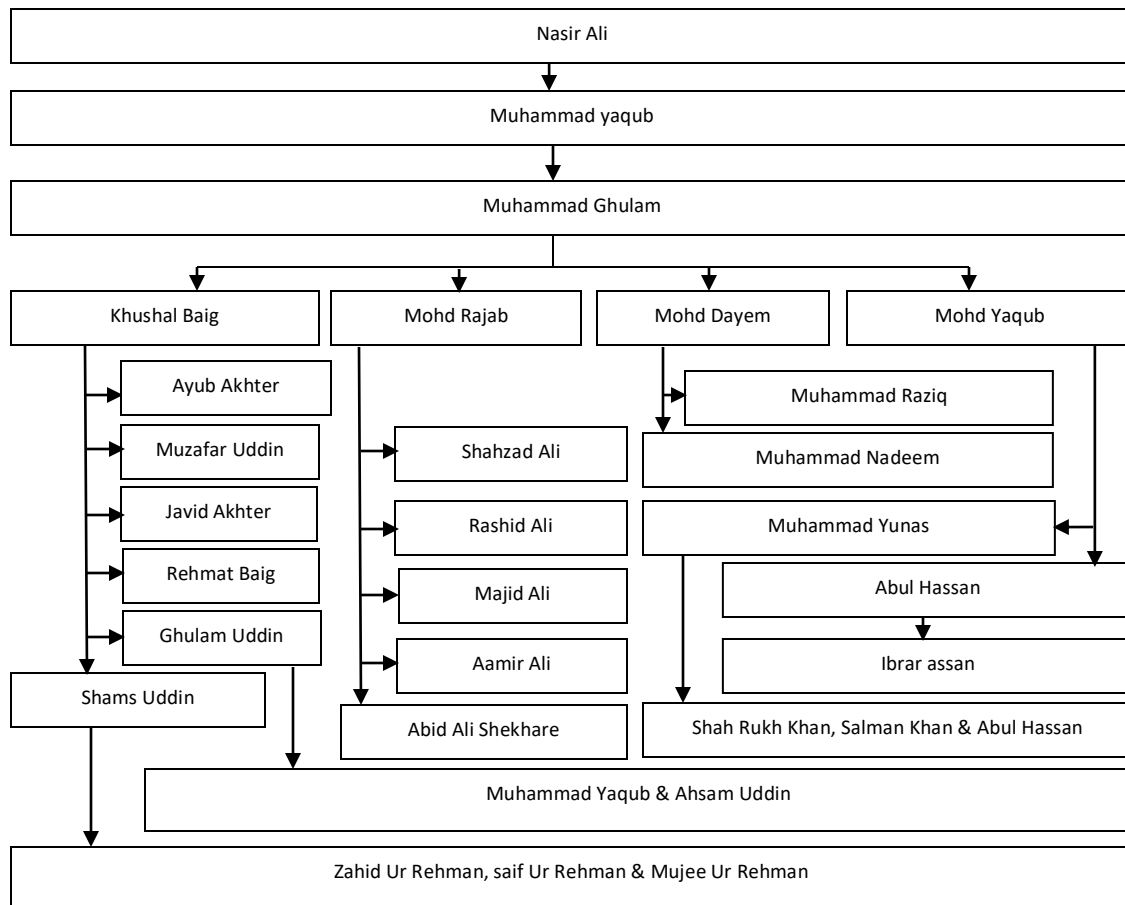 Nasir Ali
Muhammad yaqub
Muhammad Ghulam
Khushal Baig
Mohd Rajab
Mohd Dayem
Mohd Yaqub
Ayub Akhter
Muzafar Uddin
Javid Akhter
Rehmat Baig
Ghulam Uddin
Shams Uddin
Shahzad Ali
Rashid Ali
Majid Ali
Aamir Ali
Abid Ali Shekhare
Muhammad Raziq
Muhammad Nadeem
Muhammad Yunas
Abul Hassan
Ibrar assan
Shah Rukh Khan, Salman Khan & Abul Hassan
Muhammad Yaqub & Ahsam Uddin
Zahid Ur Rehman, saif Ur Rehman & Mujee Ur Rehman